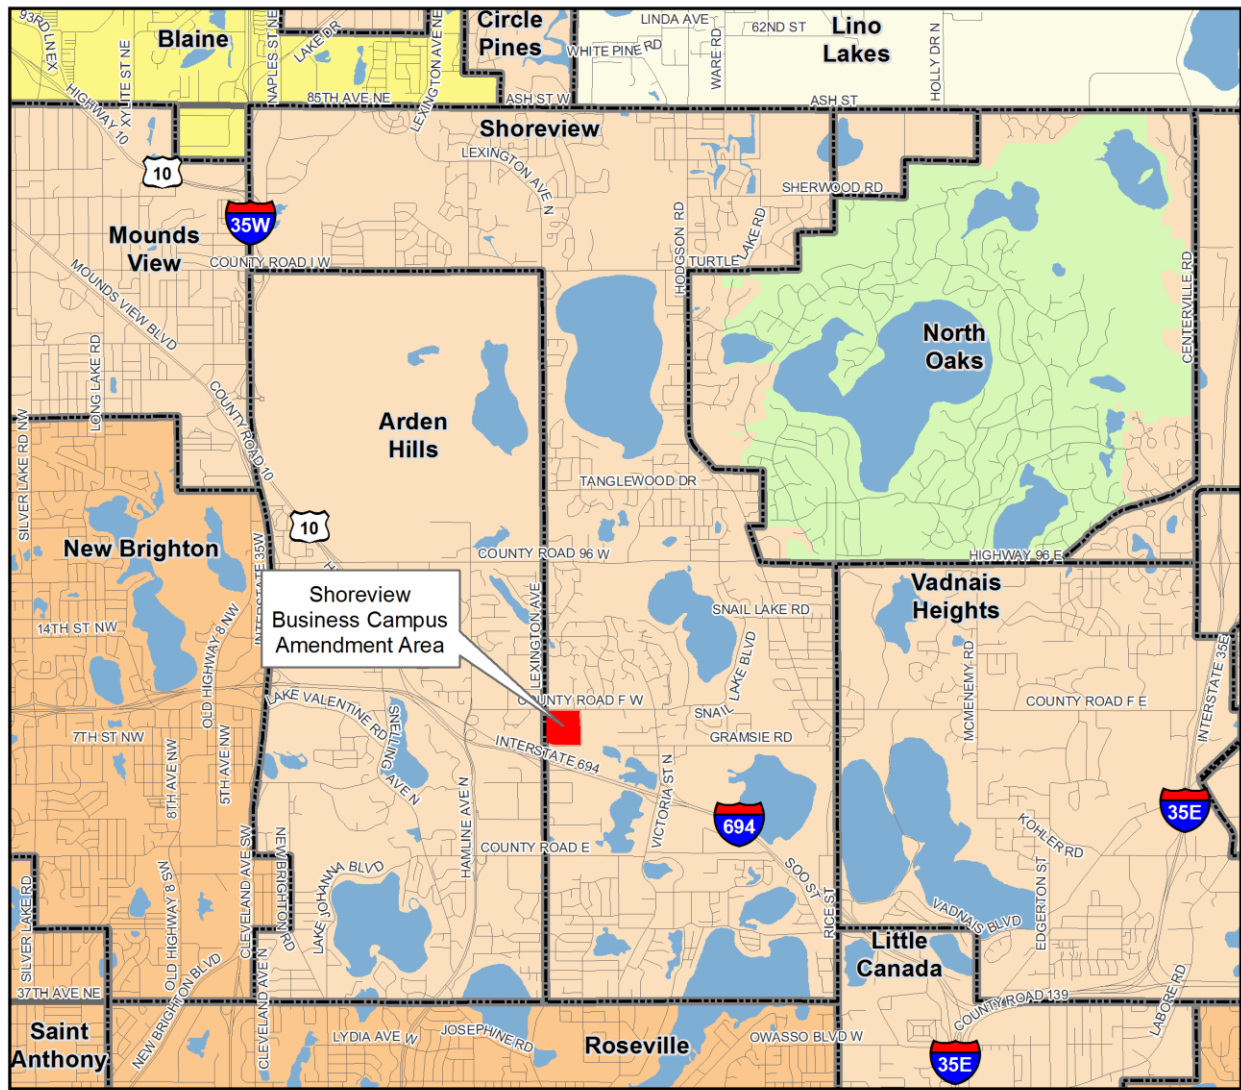 93RD LN EX
Blaine
XYLITE ST NE
NAPLES ST NE
LAKE DR
LEXINGTON AVE NE
Circle
Pines
LINDA AVE
62ND ST
WHITE PINE RD
WARE RD
Lino
Lakes
HOLLY DR N
HIGHWAY 10
85TH AVE NE
ASH ST W
ASH ST
Shoreview
LEXINGTON AVE N
10
35W
SHERWOOD RD
Mounds
View
COUNTY ROAD I W
HODGSON RD
TURTLE
LAKE RD
CENTERVILLE RD
MOUNDS VIEW BLVD
LONG LAKE RD
North
Oaks
COUNTY ROAD 10
Arden
Hills
SILVER LAKE RD NW
TANGLEWOOD DR
10
New Brighton
INTERSTATE 35W
COUNTY ROAD 96 W
HIGHWAY 96 E
Vadnais
Heights
Shoreview
Business Campus
Amendment Area
LEXINGTON AVE
SNAIL LAKE RD
14TH ST NW
OLD HIGHWAY 8 NW
SNAIL LAKE BLVD
MCMENEMY RD
INTERSTATE 35E
LAKE VALENTINE RD
COUNTY ROAD F W
COUNTY ROAD F E
SNELLING AVE N
7TH ST NW
8TH AVE NW
5TH AVE NW
INTERSTATE 694
GRAMSIE RD
HAMLINE AVE N
VICTORIA ST N
694
35E
KOHLER RD
COUNTY ROAD E
SOO ST
SILVER LAKE RD
OLD HIGHWAY 8 SW
CLEVELAND AVE SW
NEW BRIGHTON RD
LAKE JOHANNA BLVD
RICE ST
VADNAIS BLVD
EDGERTON ST
Little
Canada
37TH AVE NE
NEW BRIGHTON BLVD
CLEVELAND AVE N
COUNTY ROAD 139
LABORE RD
Saint
Anthony
LYDIA AVE W
JOSEPHINE RD
Roseville
OWASSO BLVD W
35E